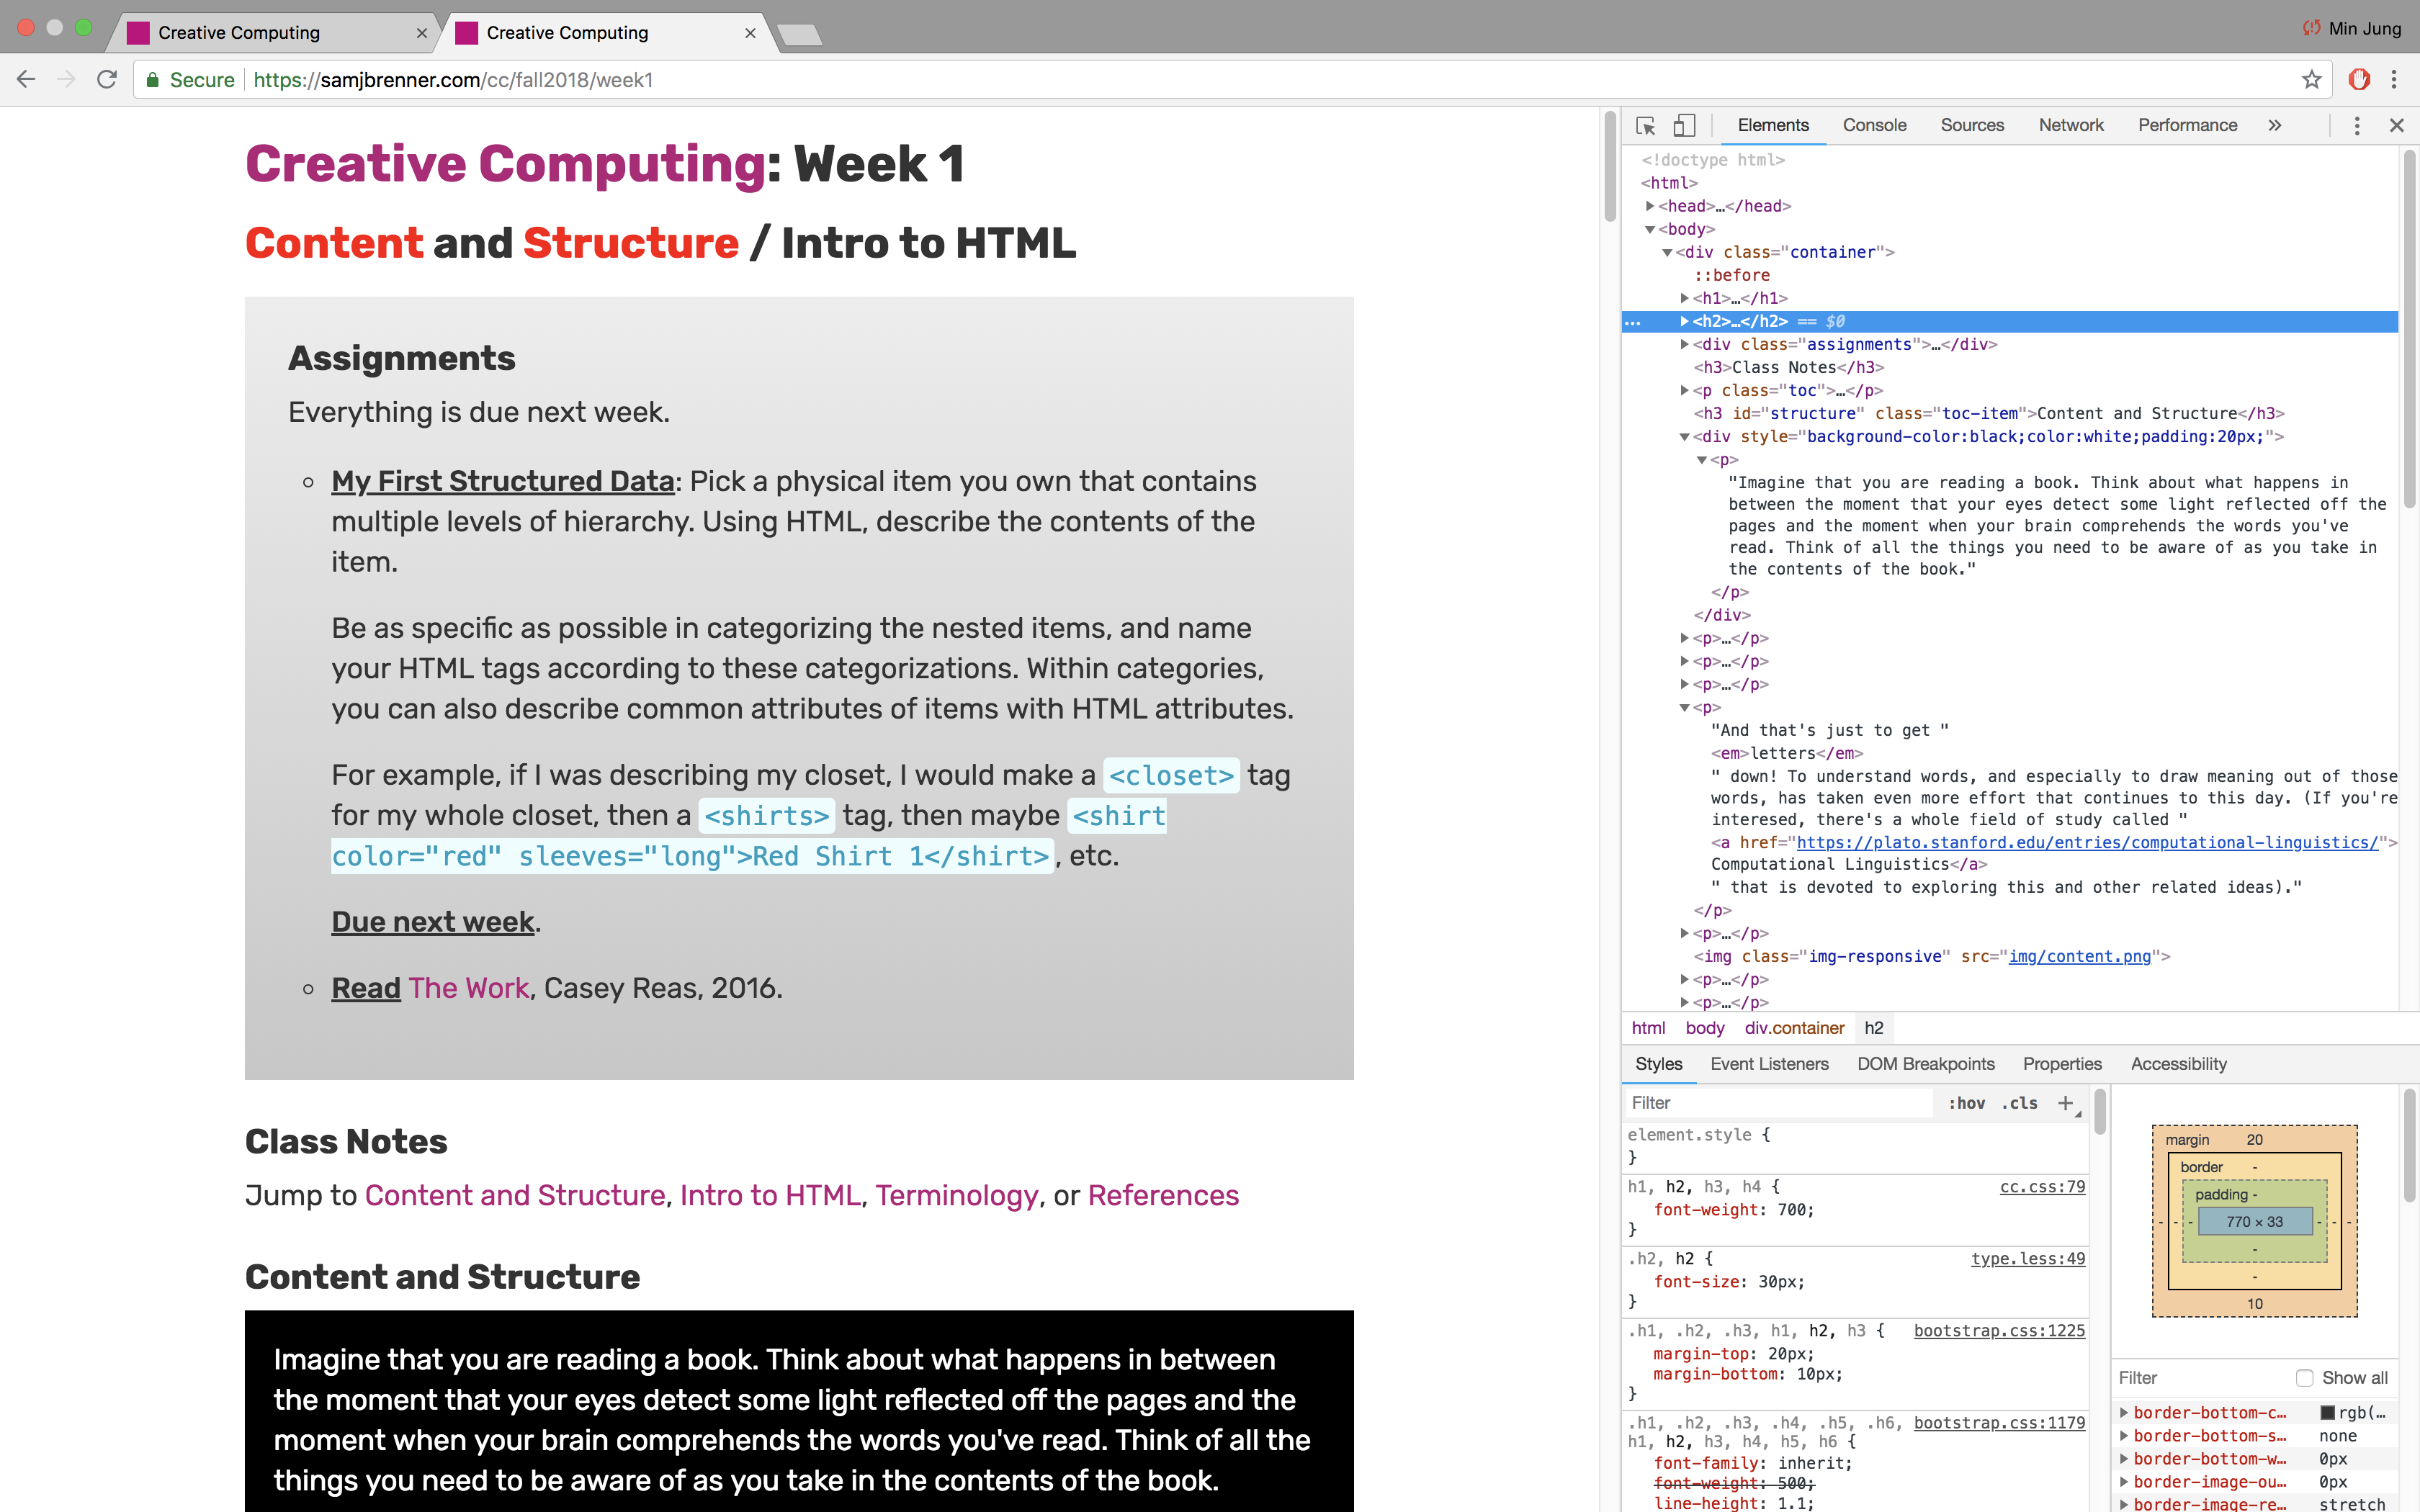 Creative Computing ×
Creative Computing ×
Min Jung
Secure https://samjbrenner.com/cc/fall2018/week1
Creative Computing: Week 1
Content and Structure / Intro to HTML
Assignments
Everything is due next week.
My First Structured Data: Pick a physical item you own that contains
multiple levels of hierarchy. Using HTML, describe the contents of the
item.
Be as specific as possible in categorizing the nested items, and name
your HTML tags according to these categorizations. Within categories,
you can also describe common attributes of items with HTML attributes.
For example, if I was describing my closet, I would make a <closet> tag
for my whole closet, then a <shirts> tag, then maybe <shirt
color="red" sleeves="long">Red Shirt 1</shirt>, etc.
Due next week.
Read The Work, Casey Reas, 2016.
Class Notes
Jump to Content and Structure, Intro to HTML, Terminology, or References
Content and Structure
Imagine that you are reading a book. Think about what happens in between
the moment that your eyes detect some light reflected off the pages and the
moment when your brain comprehends the words you've read. Think of all the
things you need to be aware of as you take in the contents of the book.
Elements Console Sources Network Performance »
<!doctype html>
<html>
<head>…</head>
<body>
<div class="container">
::before
<h1>…</h1>
… <h2>…</h2> == $0
<div class="assignments">…</div>
<h3>Class Notes</h3>
<p class="toc">…</p>
<h3 id="structure" class="toc-item">Content and Structure</h3>
<div style="background-color:black;color:white;padding:20px;">
<p>
"Imagine that you are reading a book. Think about what happens in
between the moment that your eyes detect some light reflected off the
pages and the moment when your brain comprehends the words you've
read. Think of all the things you need to be aware of as you take in
the contents of the book."
</p>
</div>
<p>…</p>
<p>…</p>
<p>…</p>
<p>
"And that's just to get "
<em>letters</em>
" down! To understand words, and especially to draw meaning out of those
words, has taken even more effort that continues to this day. (If you're
interesed, there's a whole field of study called "
<a href="https://plato.stanford.edu/entries/computational-linguistics/">
Computational Linguistics</a>
" that is devoted to exploring this and other related ideas)."
</p>
<p>…</p>
<img class="img-responsive" src="img/content.png">
<p>…</p>
<p>…</p>
html body div.container h2
Styles Event Listeners DOM Breakpoints Properties Accessibility
Filter :hov .cls +
element.style {
}
h1, h2, h3, h4 { cc.css:79
font-weight: 700;
}
.h2, h2 { type.less:49
font-size: 30px;
}
.h1, .h2, .h3, h1, h2, h3 { bootstrap.css:1225
margin-top: 20px;
margin-bottom: 10px;
}
.h1, .h2, .h3, .h4, .h5, .h6, bootstrap.css:1179
h1, h2, h3, h4, h5, h6 {
font-family: inherit;
font-weight: 500;
line-height: 1.1;
margin 20
border -
padding -
- - - 770 × 33 - - -
-
-
10
Filter Show all
border-bottom-c… rgb(…
border-bottom-s… none
border-bottom-w… 0px
border-image-ou… 0px
border-image-re… stretch